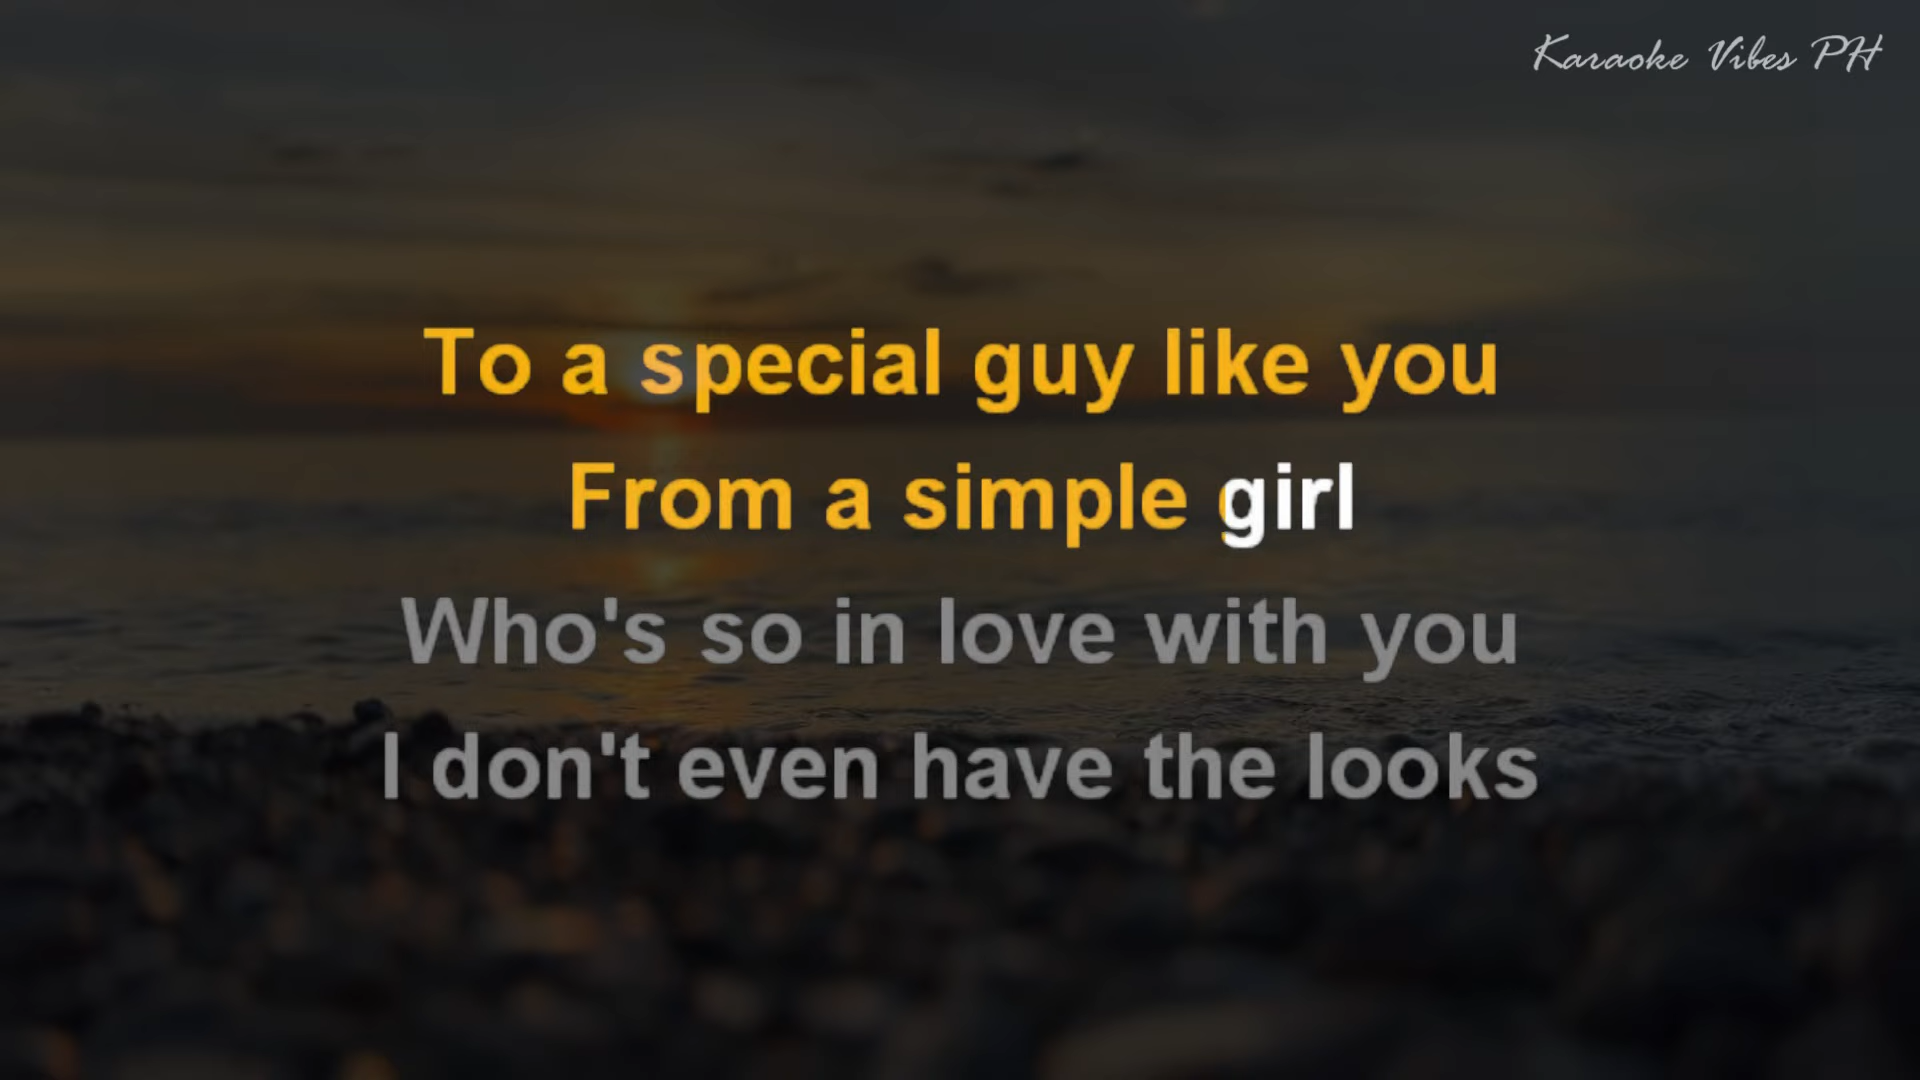 Karaoke Vibes PH
To a special guy like you
From a simple girl
Who's so in love with you
I don't even have the looks